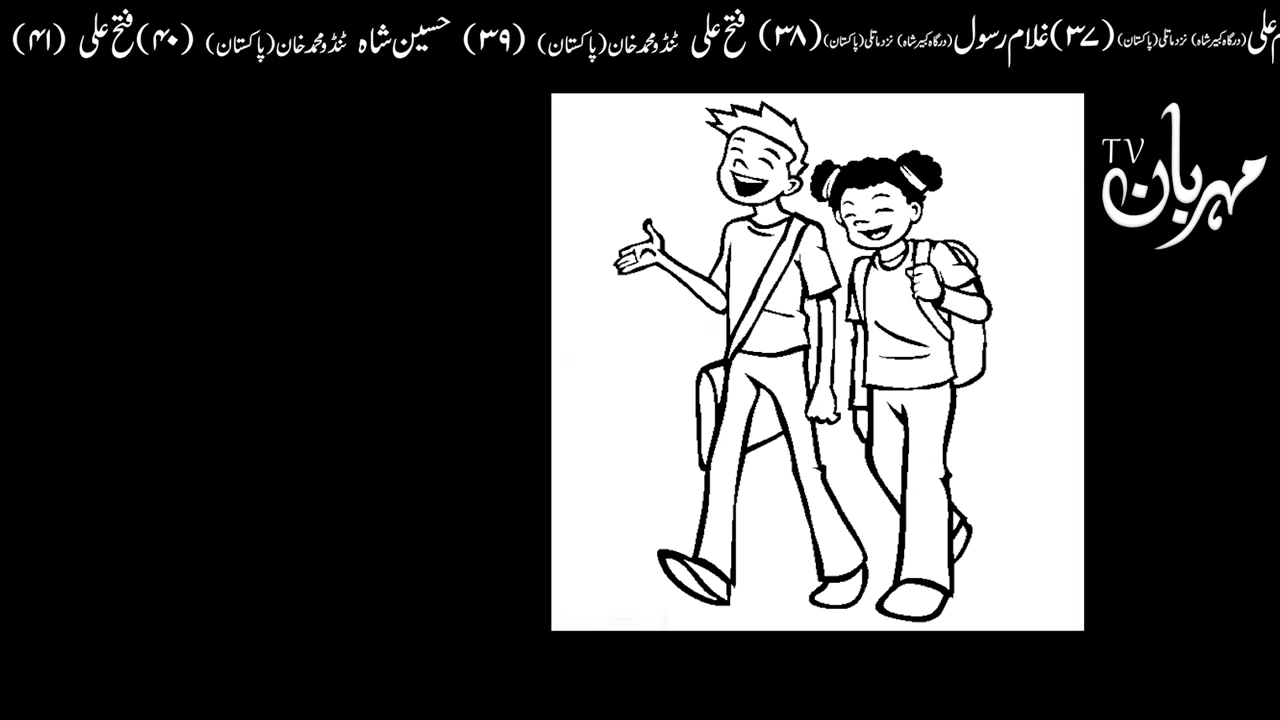 م علی (درگاہ کبیر شاہ) نزد ماتلی (پاکستان) (۳۷) غلام رسول (درگاہ کبیر شاہ) نزد ماتلی (پاکستان) (۳۸) فتح علی ٹنڈو محمد خان (پاکستان) (۳۹) حسین شاہ ٹنڈو محمد خان (پاکستان) (۴۰) فتح علی (۴۱)
مہربان TV